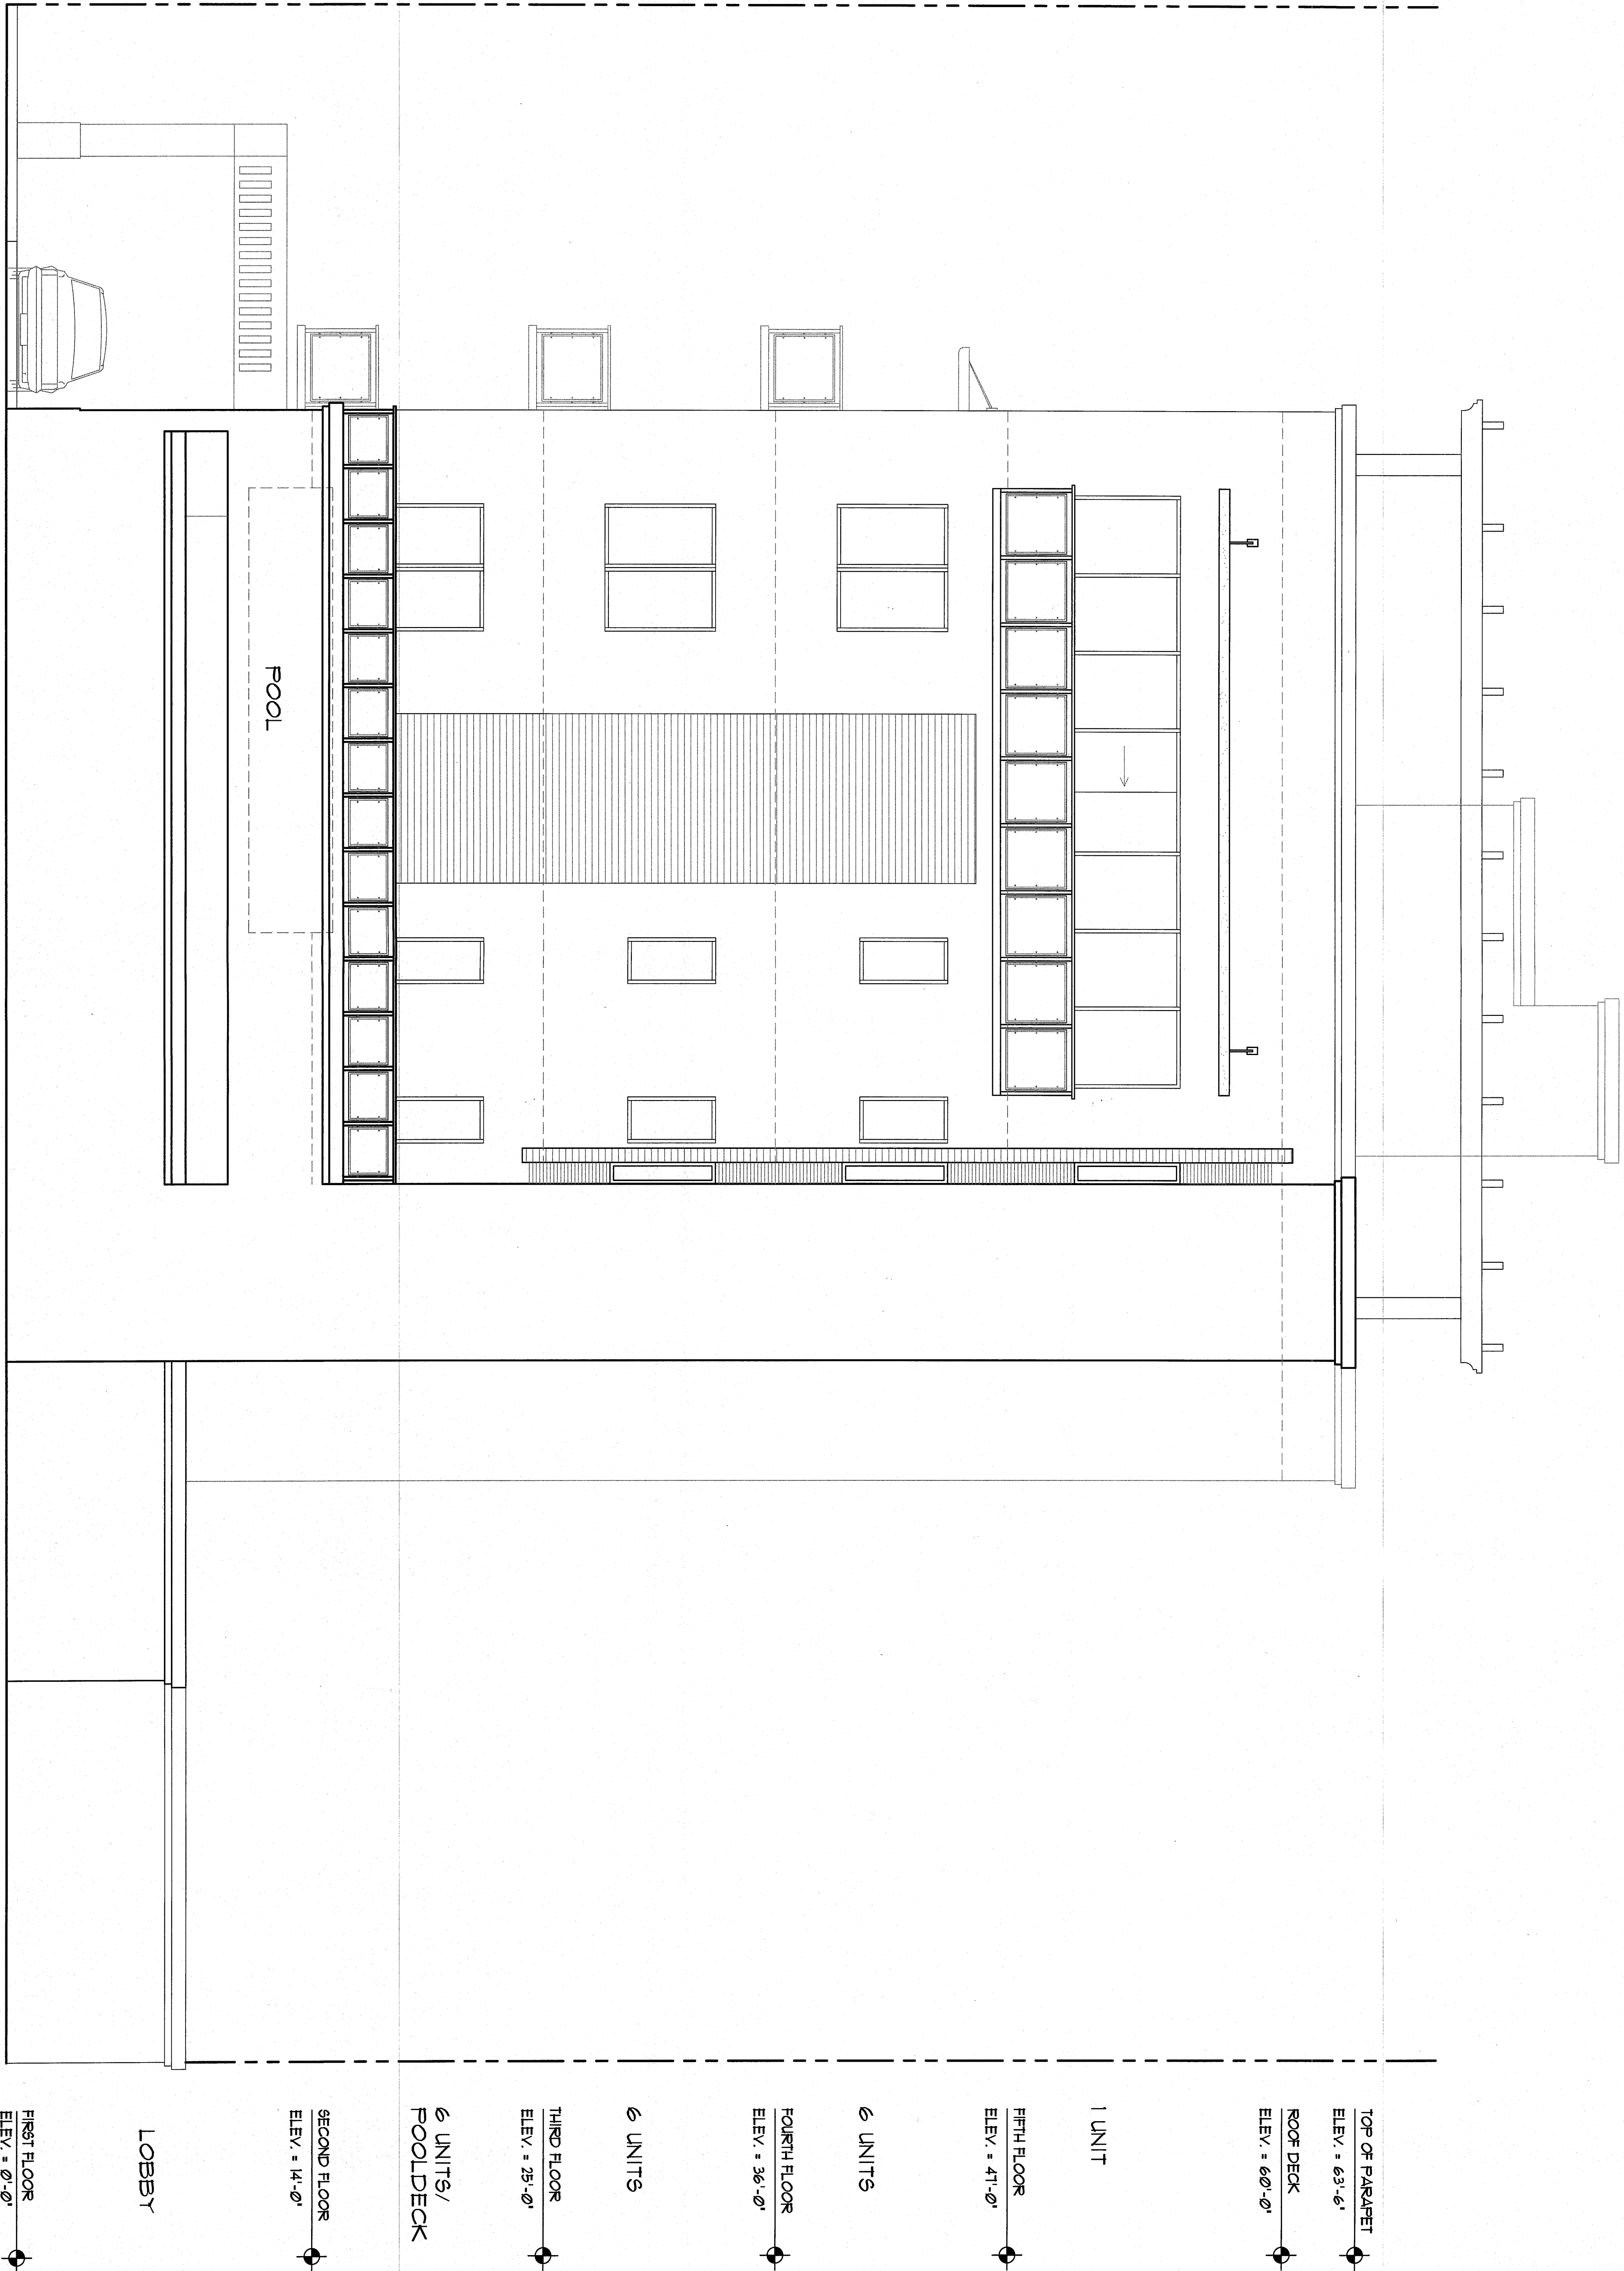 TOP OF PARAPET
ELEV. = 63'-6"
ROOF DECK
ELEV. = 60'-0"
1 UNIT
FIFTH FLOOR
ELEV. = 47'-0"
6 UNITS
FOURTH FLOOR
ELEV. = 36'-0"
6 UNITS
THIRD FLOOR
ELEV. = 25'-0"
6 UNITS/
POOLDECK
SECOND FLOOR
ELEV. = 14'-0"
POOL
LOBBY
FIRST FLOOR
ELEV. = 0'-0"